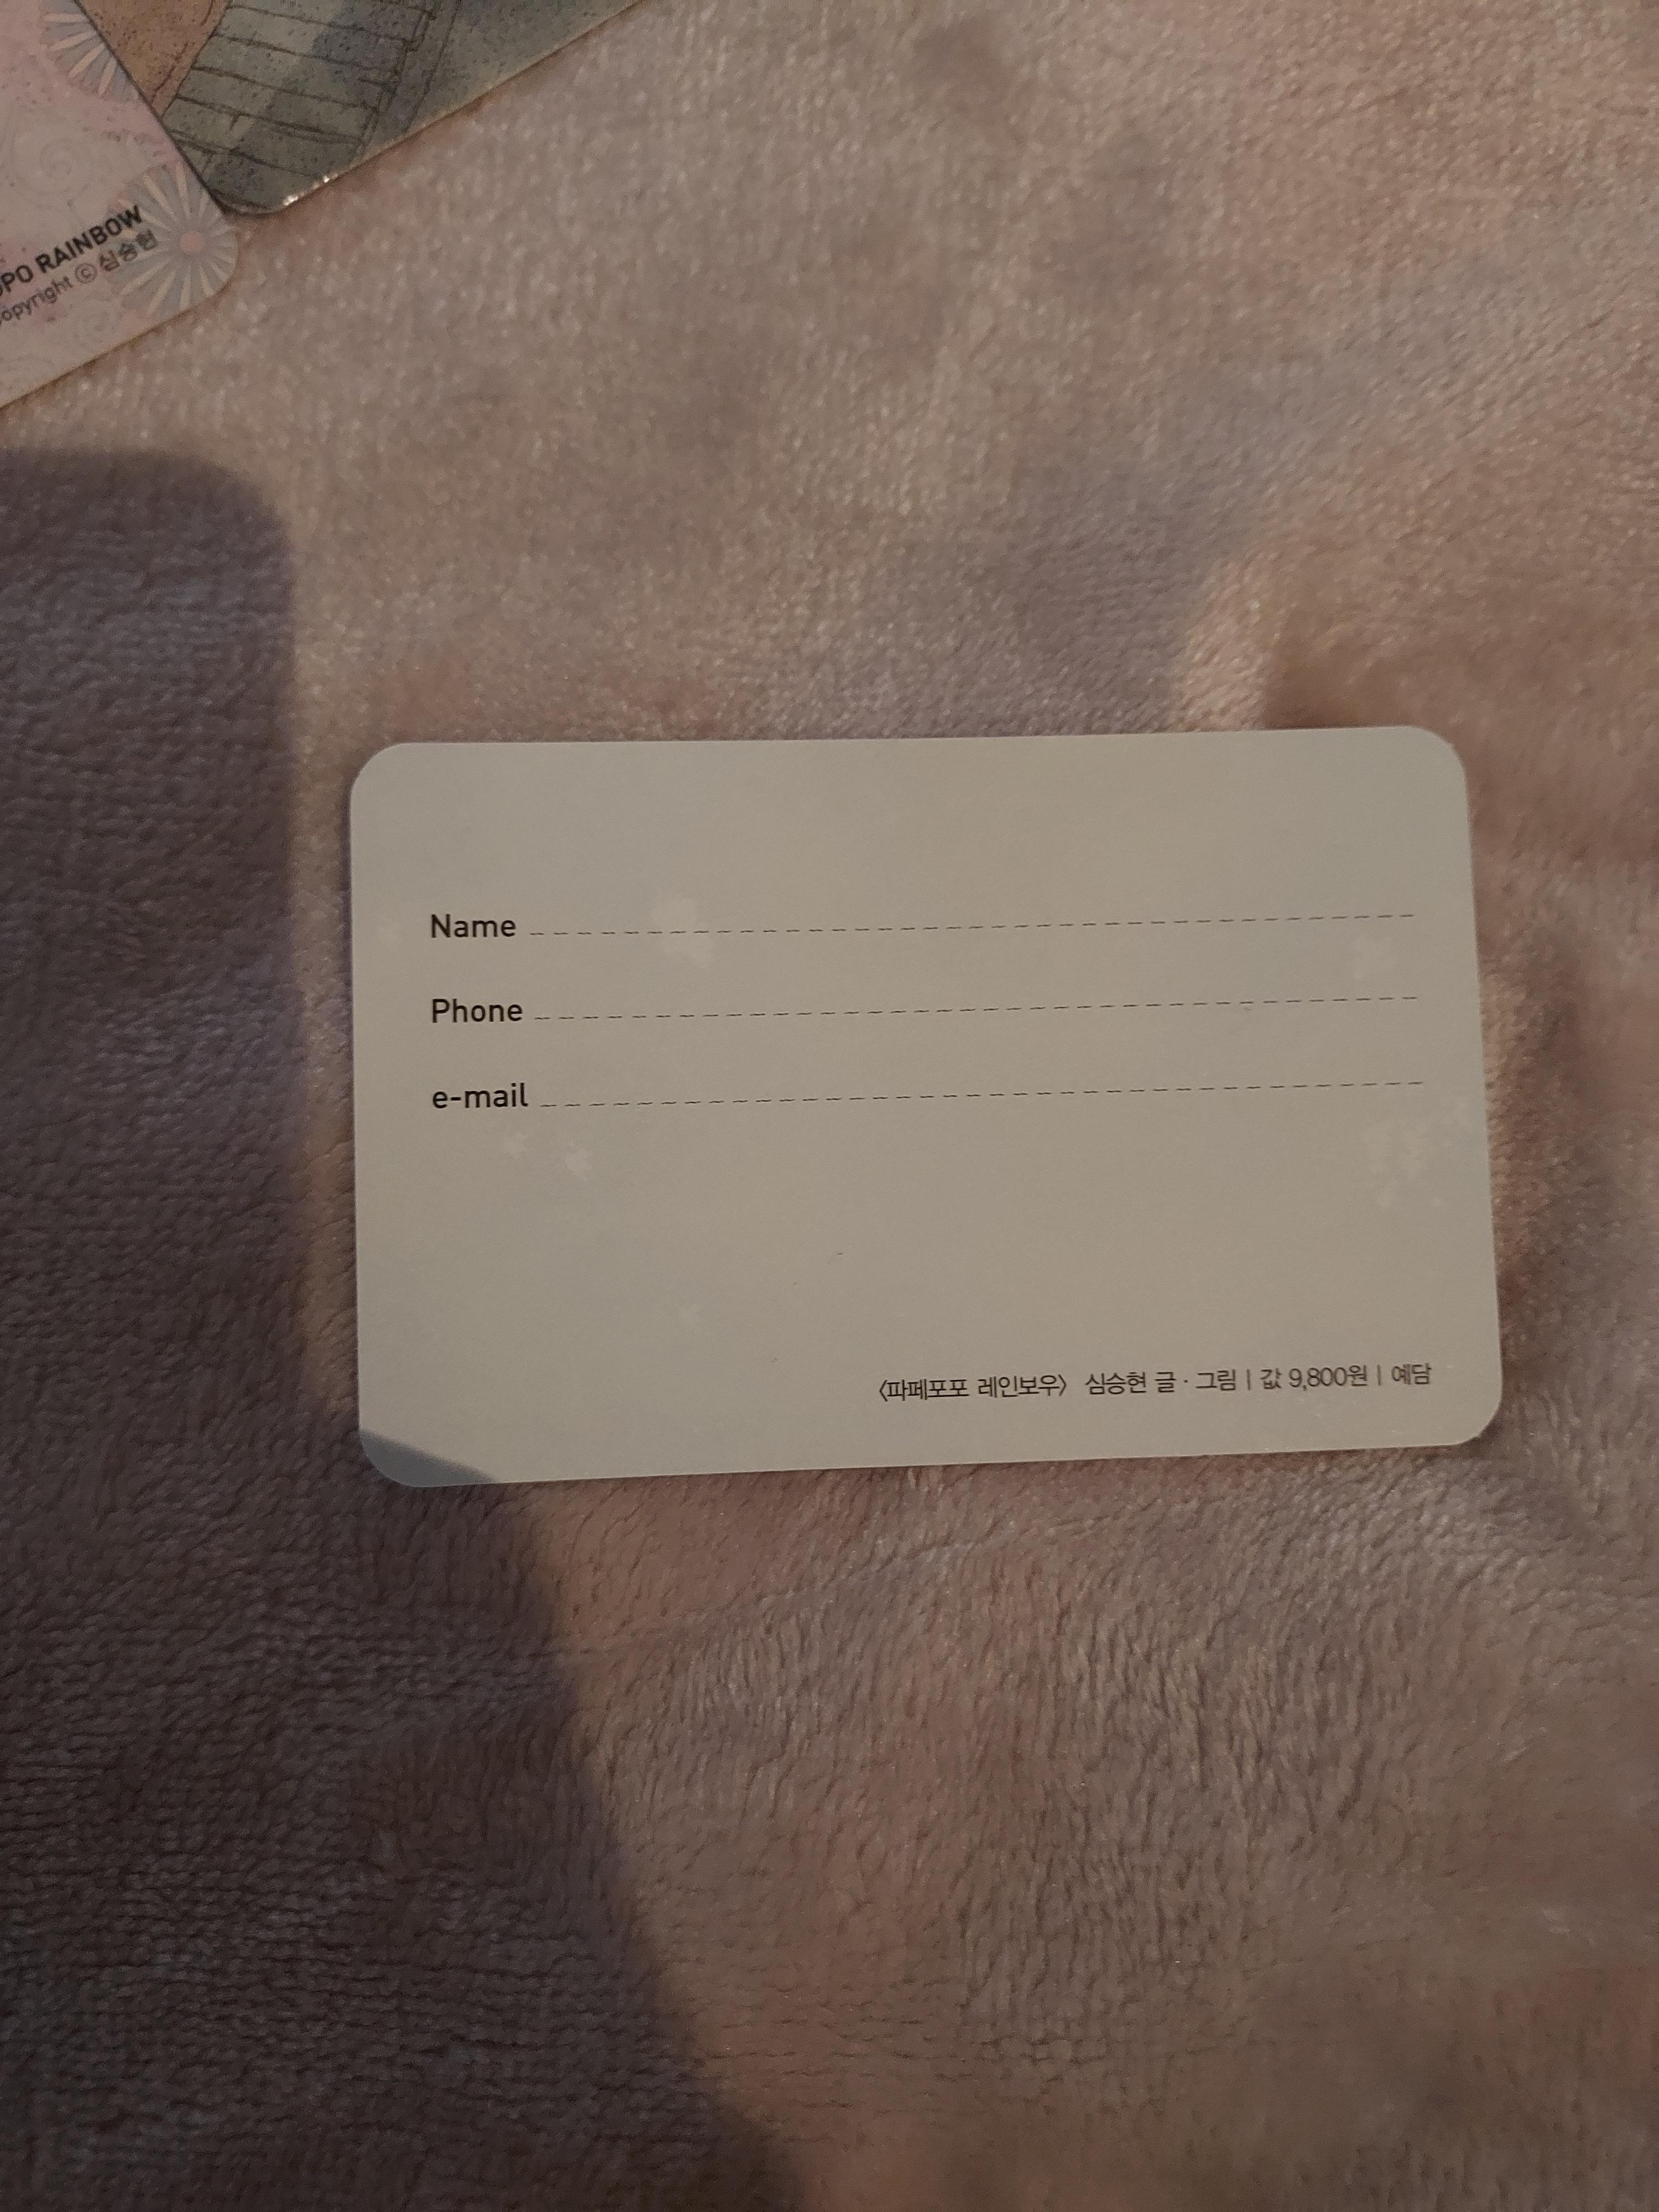 PO RAINBOW
opyright ⓒ 심승현
Name
Phone
e-mail
〈파페포포 레인보우〉 심승현 글·그림 | 값 9,800원 | 예담